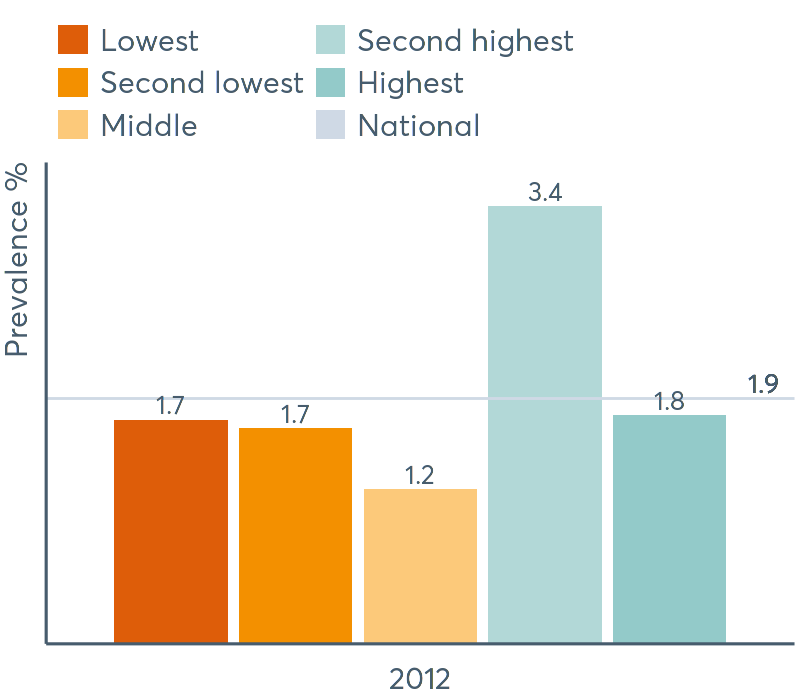 Lowest
Second lowest
Middle
Second highest
Highest
National
Prevalence %
3.4
1.9
1.7
1.7
1.8
1.2
2012